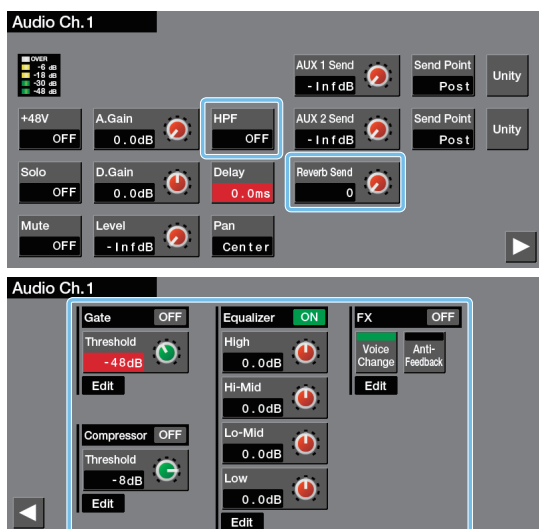 Audio Ch.1
OVER
-6 dB
-18 dB
-30 dB
-48 dB
AUX 1 Send
-InfdB
Send Point
Post
Unity
+48V
OFF
A.Gain
0.0dB
HPF
OFF
AUX 2 Send
-InfdB
Send Point
Post
Unity
Solo
OFF
D.Gain
0.0dB
Delay
0.0ms
Reverb Send
0
Mute
OFF
Level
-InfdB
Pan
Center
Audio Ch.1
Gate OFF
Threshold
-48dB
Edit
Compressor OFF
Threshold
-8dB
Edit
Equalizer ON
High
0.0dB
Hi-Mid
0.0dB
Lo-Mid
0.0dB
Low
0.0dB
Edit
FX OFF
Voice
Change
Anti-
Feedback
Edit